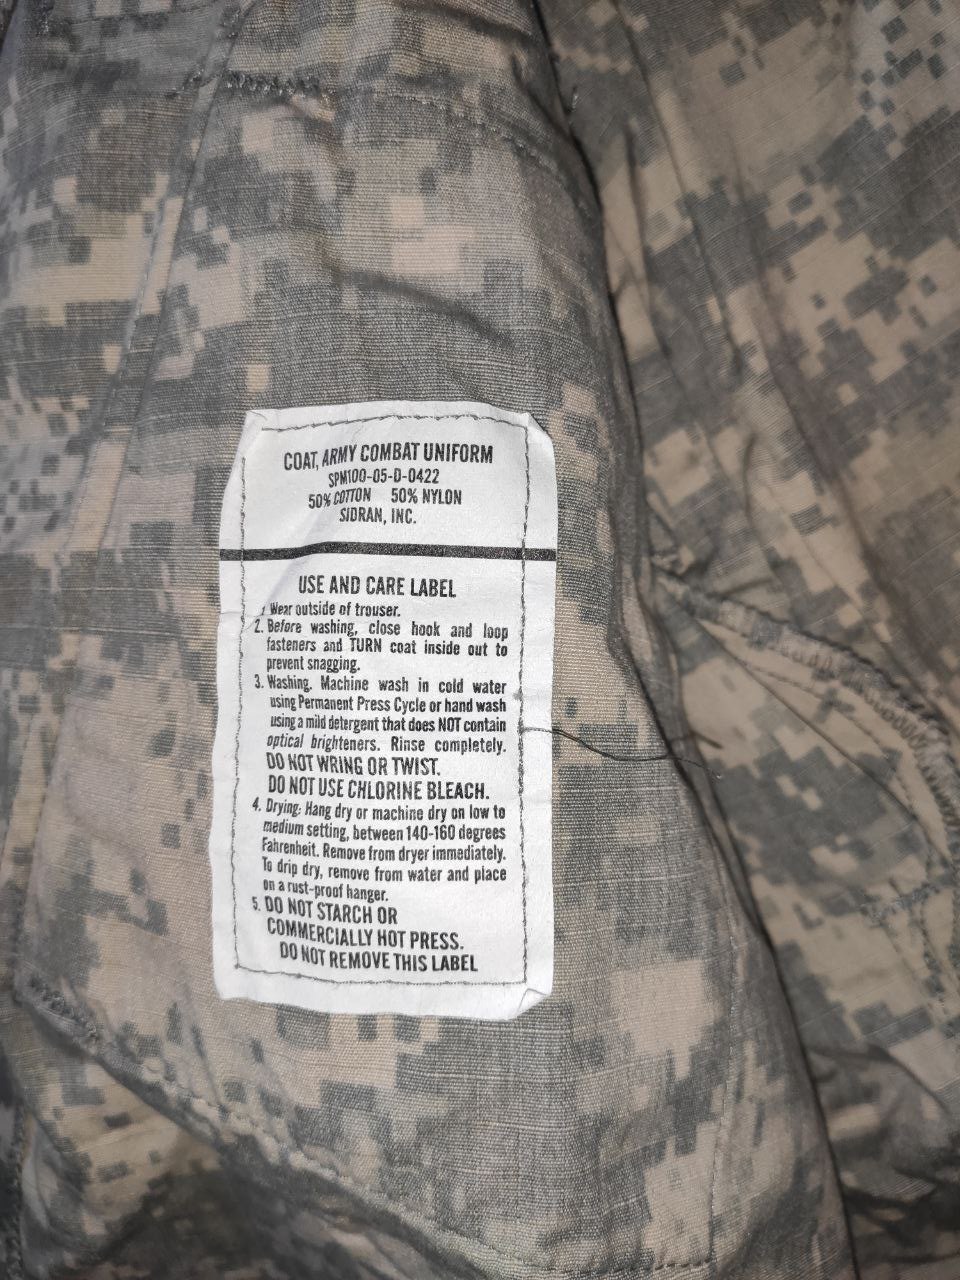 COAT, ARMY COMBAT UNIFORM
SPM100-05-D-0422
50% COTTON 50% NYLON
SIDRAN, INC.
USE AND CARE LABEL
1 Wear outside of trouser.
2. Before washing, close hook and loop
fasteners and TURN coat inside out to
prevent snagging.
3. Washing. Machine wash in cold water
using Permanent Press Cycle or hand wash
using a mild detergent that does NOT contain
optical brighteners. Rinse completely.
DO NOT WRING OR TWIST.
DO NOT USE CHLORINE BLEACH.
4. Drying: Hang dry or machine dry on low to
medium setting, between 140-160 degrees
Fahrenheit. Remove from dryer immediately.
To drip dry, remove from water and place
on a rust-proof hanger.
5. DO NOT STARCH OR
COMMERCIALLY HOT PRESS.
DO NOT REMOVE THIS LABEL